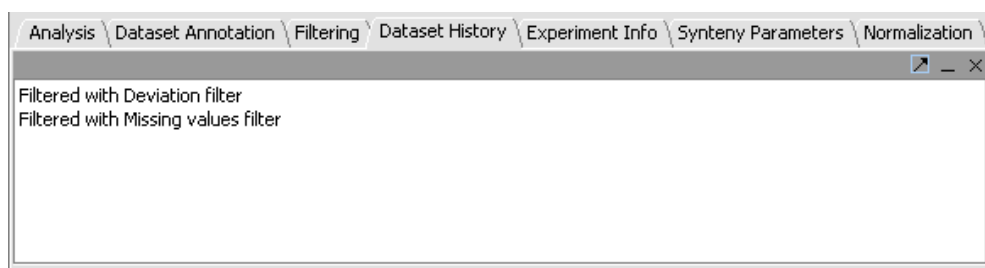 Analysis Dataset Annotation Filtering Dataset History Experiment Info Synteny Parameters Normalization
Filtered with Deviation filter
Filtered with Missing values filter